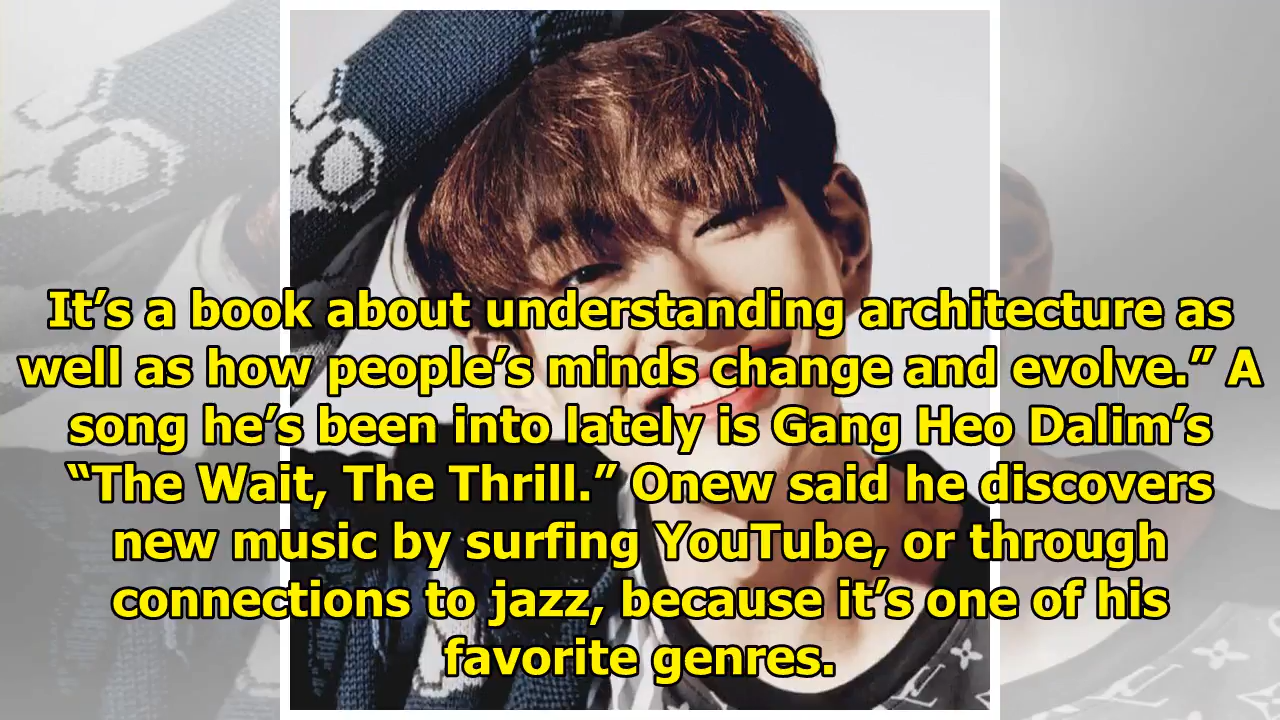 It’s a book about understanding architecture as
well as how people’s minds change and evolve.” A
song he’s been into lately is Gang Heo Dalim’s
“The Wait, The Thrill.” Onew said he discovers
new music by surfing YouTube, or through
connections to jazz, because it’s one of his
favorite genres.